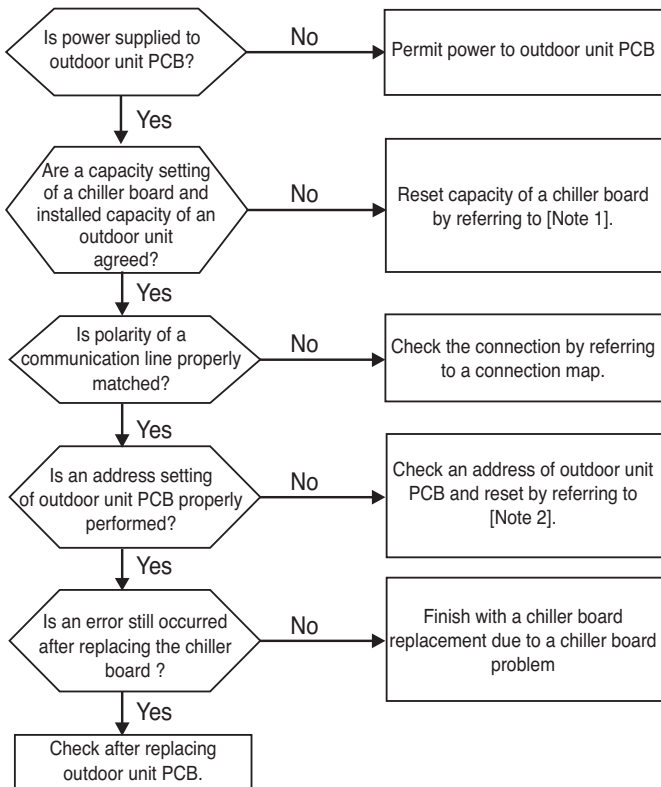 Is power supplied to
outdoor unit PCB?
No
Permit power to outdoor unit PCB
Yes
Are a capacity setting
of a chiller board and
installed capacity of an
outdoor unit
agreed?
No
Reset capacity of a chiller board
by referring to [Note 1].
Yes
Is polarity of a
communication line properly
matched?
No
Check the connection by referring
to a connection map.
Yes
Is an address setting
of outdoor unit PCB properly
performed?
No
Check an address of outdoor unit
PCB and reset by referring to
[Note 2].
Yes
Is an error still occurred
after replacing the chiller
board ?
No
Finish with a chiller board
replacement due to a chiller board
problem
Yes
Check after replacing
outdoor unit PCB.